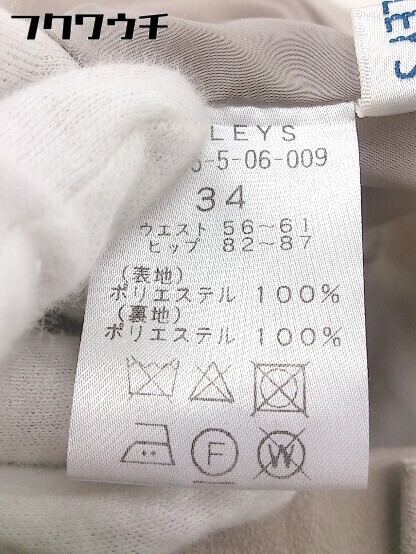 フクワウチ
LEYS
LEYS
5-5-06-009
34
ウエスト 56～61
ヒップ 82～87
(表地)
ポリエステル 100%
(裏地)
ポリエステル 100%
F
W